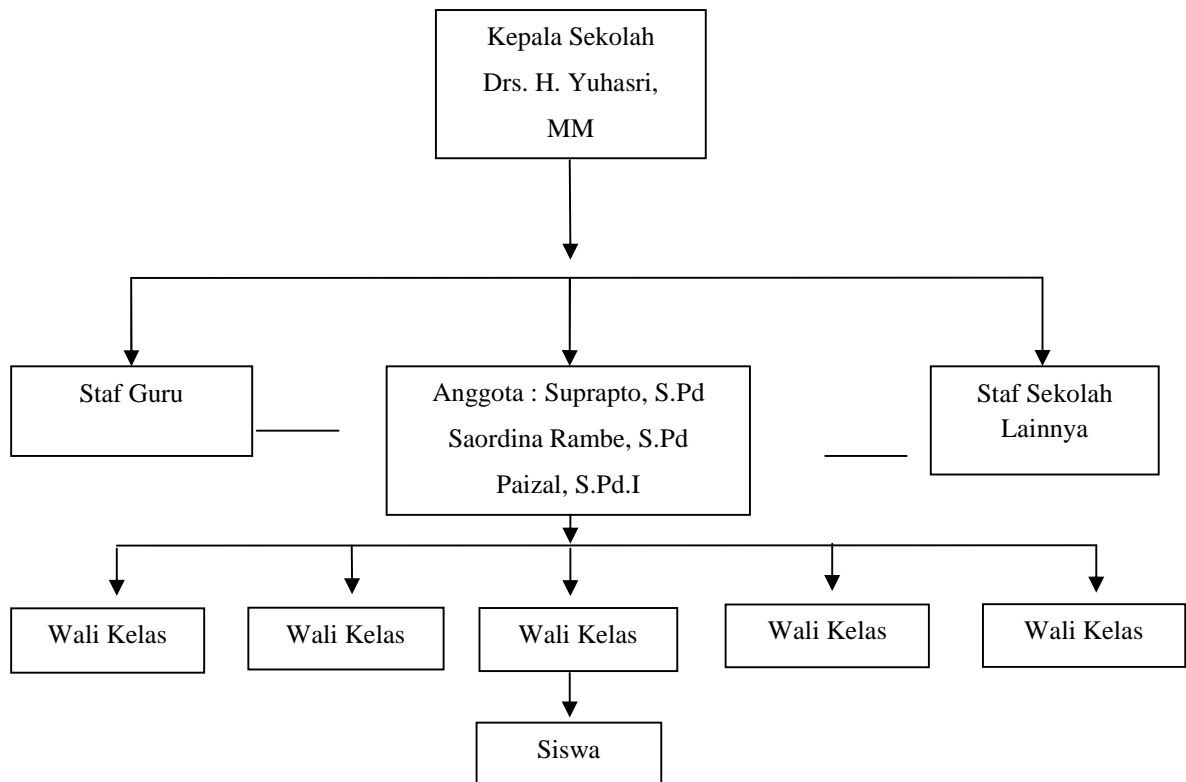 Kepala Sekolah
Drs. H. Yuhasri,
MM
Staf Guru
Anggota : Suprapto, S.Pd
Saordina Rambe, S.Pd
Paizal, S.Pd.I
Staf Sekolah
Lainnya
Wali Kelas
Wali Kelas
Wali Kelas
Wali Kelas
Wali Kelas
Siswa